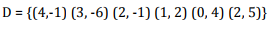 D = {(4,-1) (3, -6) (2, -1) (1, 2) (0, 4) (2, 5)}